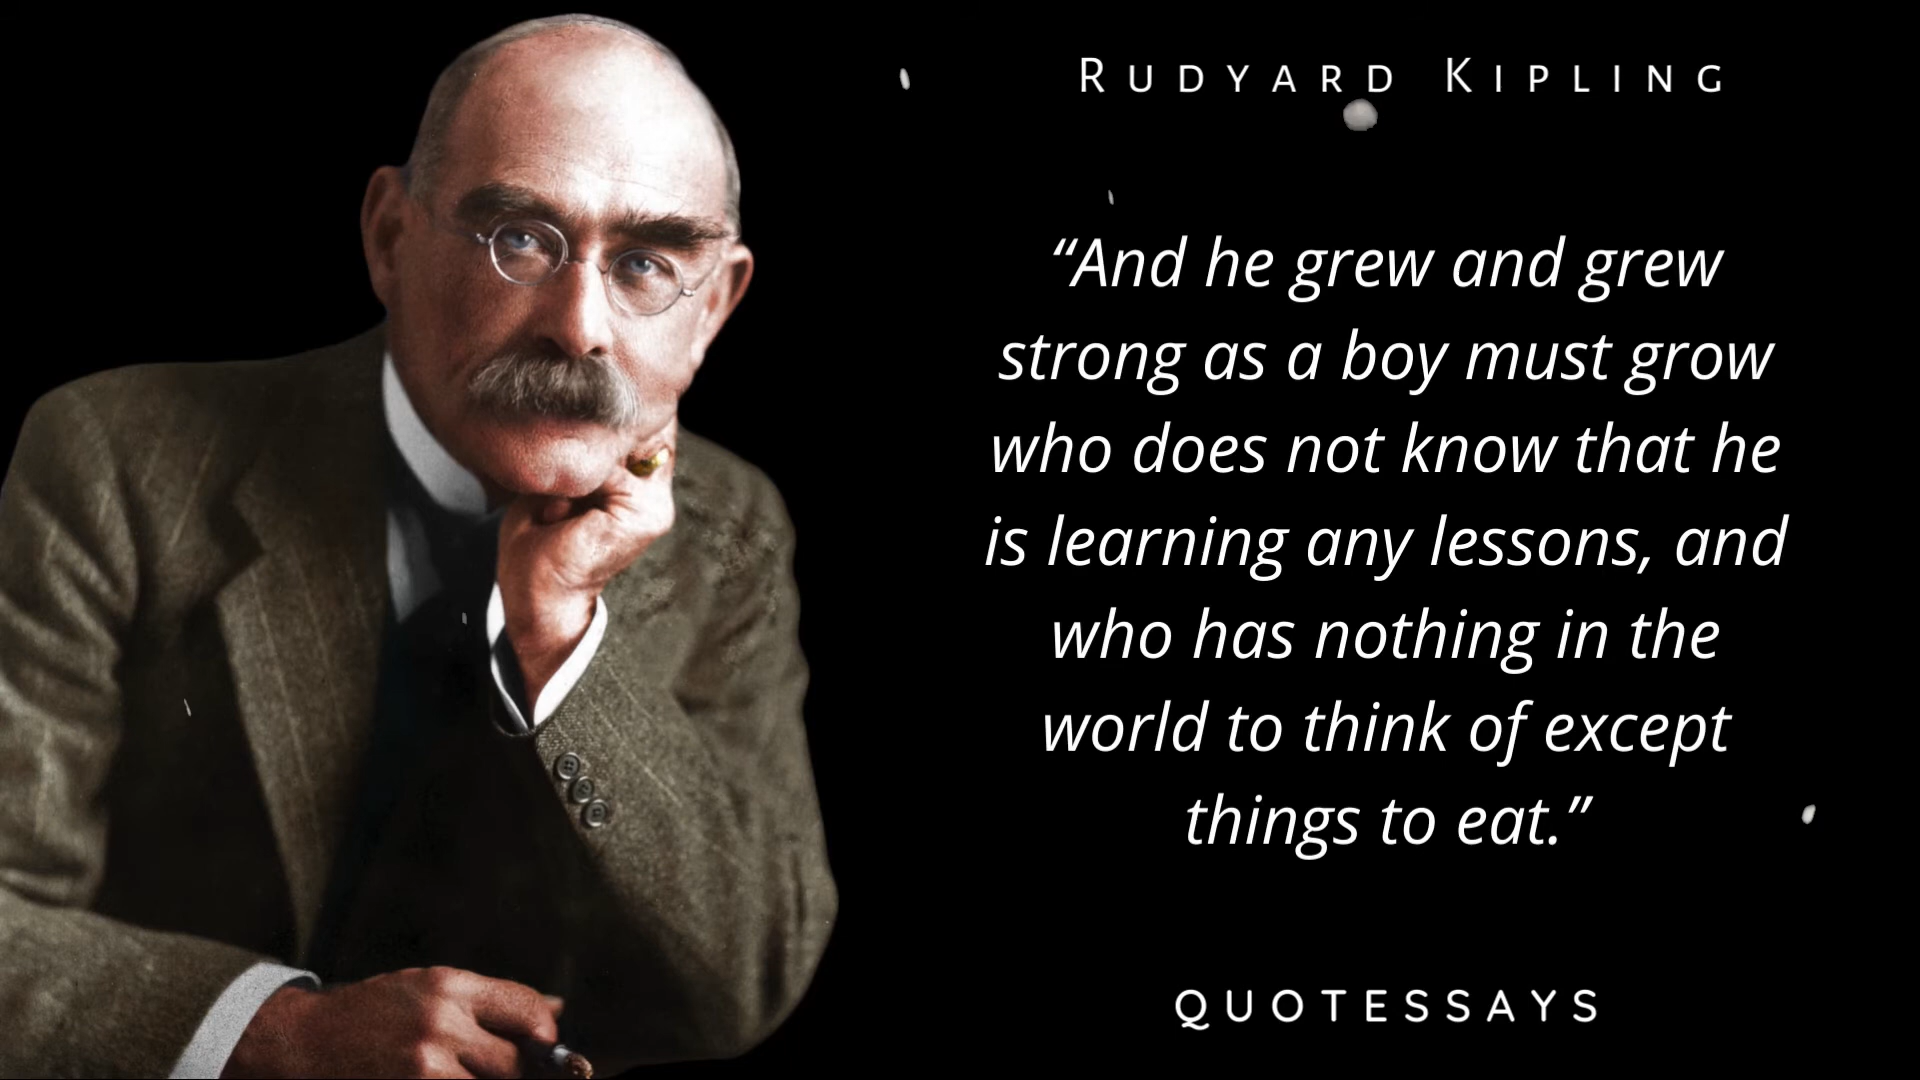 RUDYARD KIPLING
“And he grew and grew
strong as a boy must grow
who does not know that he
is learning any lessons, and
who has nothing in the
world to think of except
things to eat.”
QUOTESSAYS